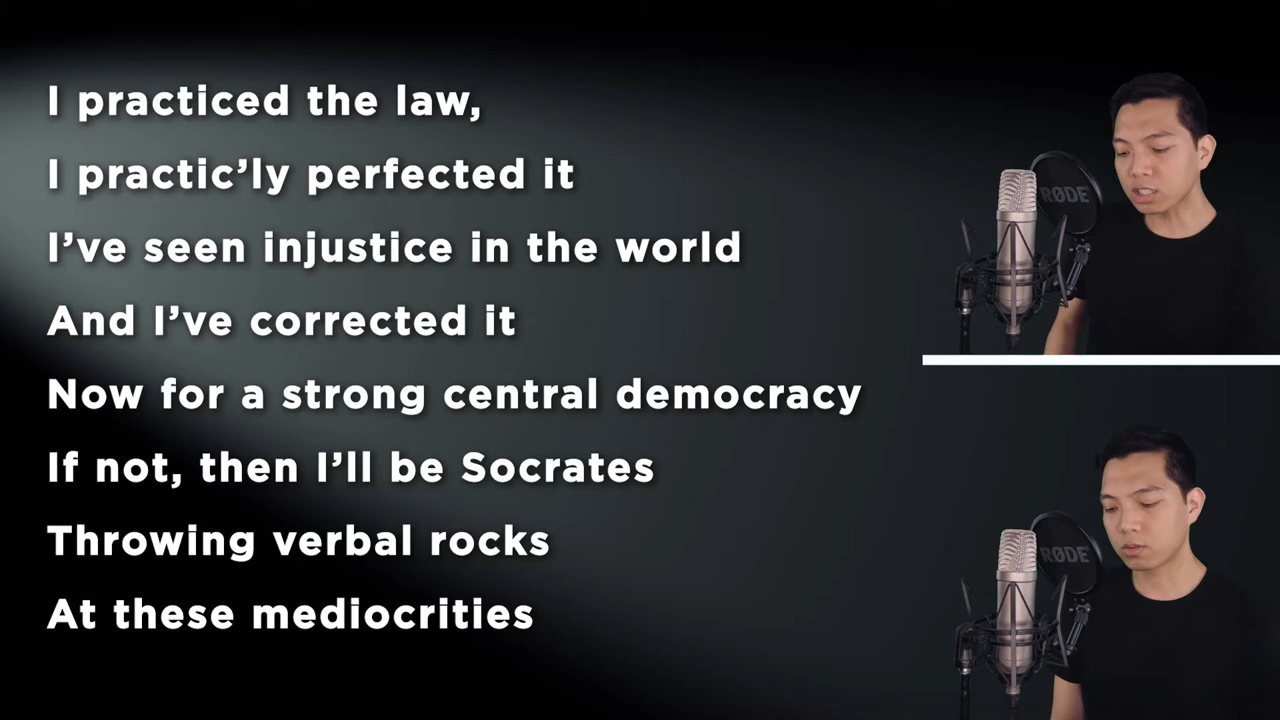 I practiced the law,
I practic’ly perfected it
I’ve seen injustice in the world
And I’ve corrected it
Now for a strong central democracy
If not, then I’ll be Socrates
Throwing verbal rocks
At these mediocrities
RØDE
RØDE